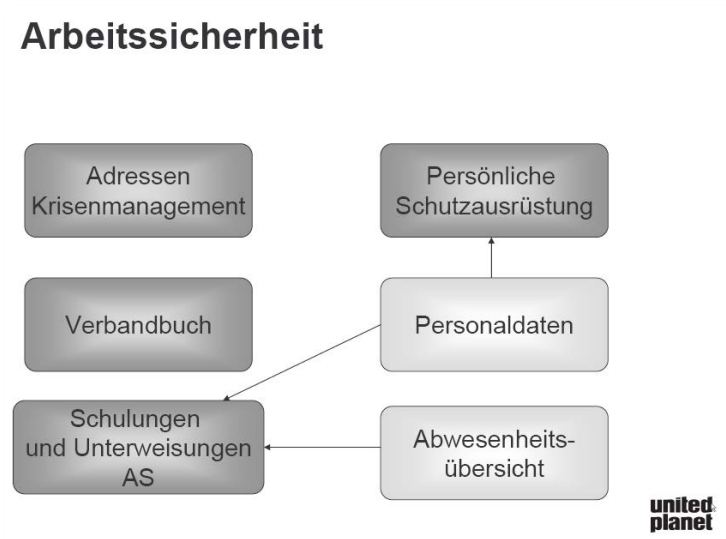 Arbeitssicherheit
Adressen
Krisenmanagement
Persönliche
Schutzausrüstung
Verbandbuch
Personaldaten
Schulungen
und Unterweisungen
AS
Abwesenheits-
übersicht
united
planet